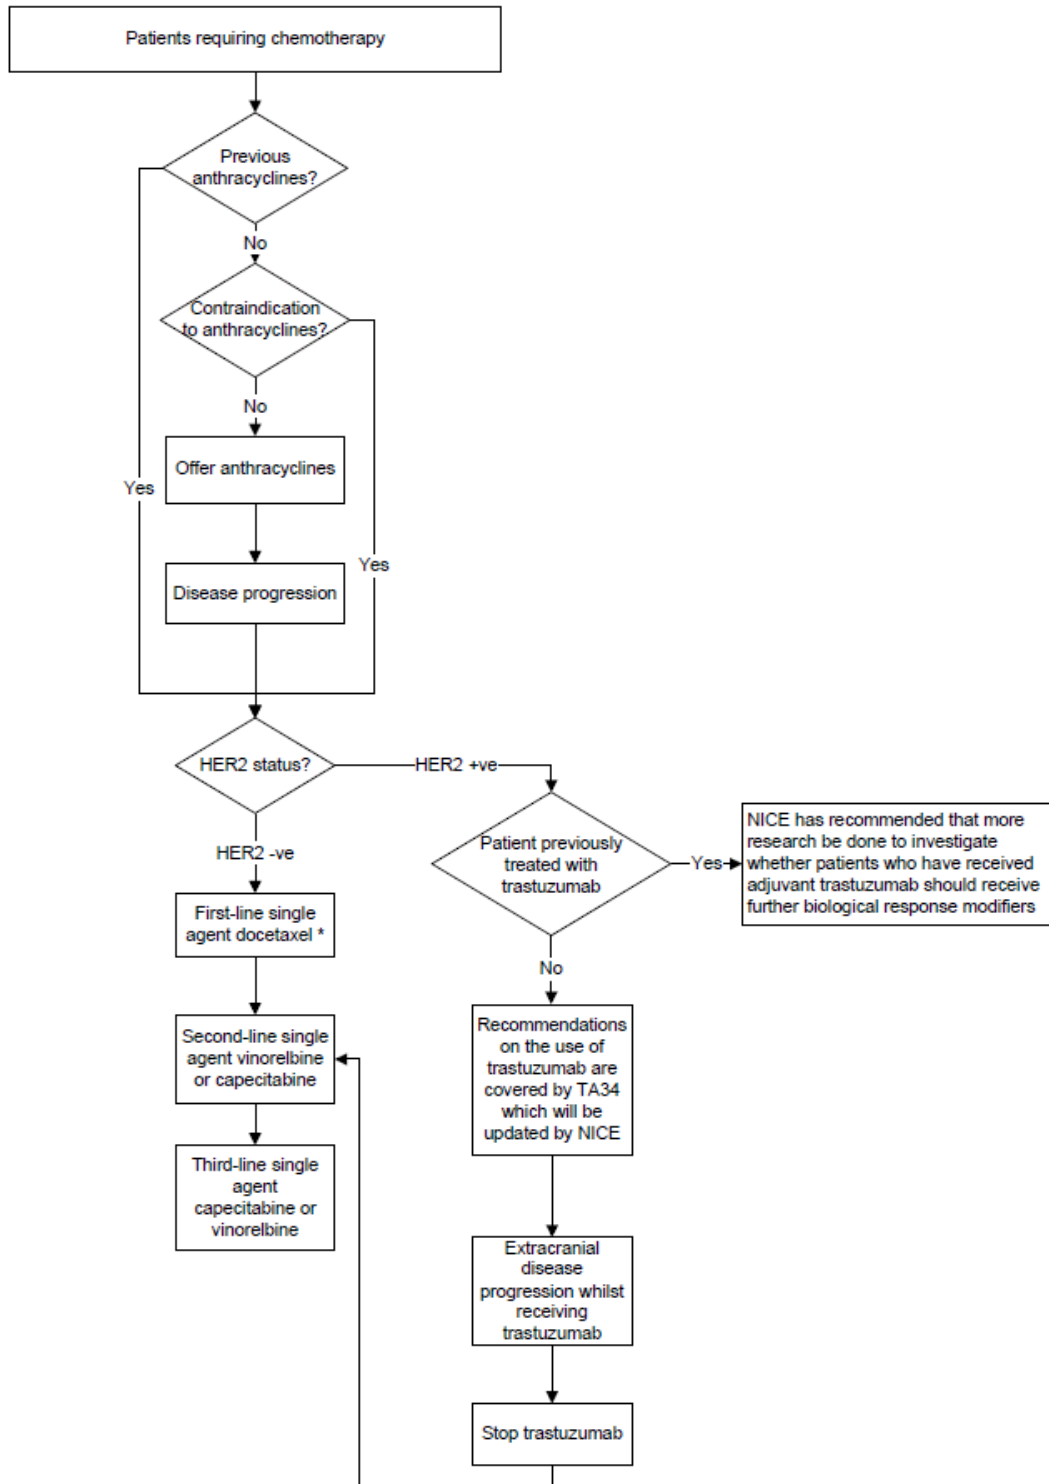 Patients requiring chemotherapy
Previous
anthracyclines?
No
Contraindication
to anthracyclines?
No
Offer anthracyclines
Yes
Yes
Disease progression
HER2 status?
HER2 +ve
HER2 -ve
Patient previously
treated with
trastuzumab
Yes
NICE has recommended that more
research be done to investigate
whether patients who have received
adjuvant trastuzumab should receive
further biological response modifiers
First-line single
agent docetaxel *
No
Second-line single
agent vinorelbine
or capecitabine
Recommendations
on the use of
trastuzumab are
covered by TA34
which will be
updated by NICE
Third-line single
agent
capecitabine or
vinorelbine
Extracranial
disease
progression whilst
receiving
trastuzumab
Stop trastuzumab